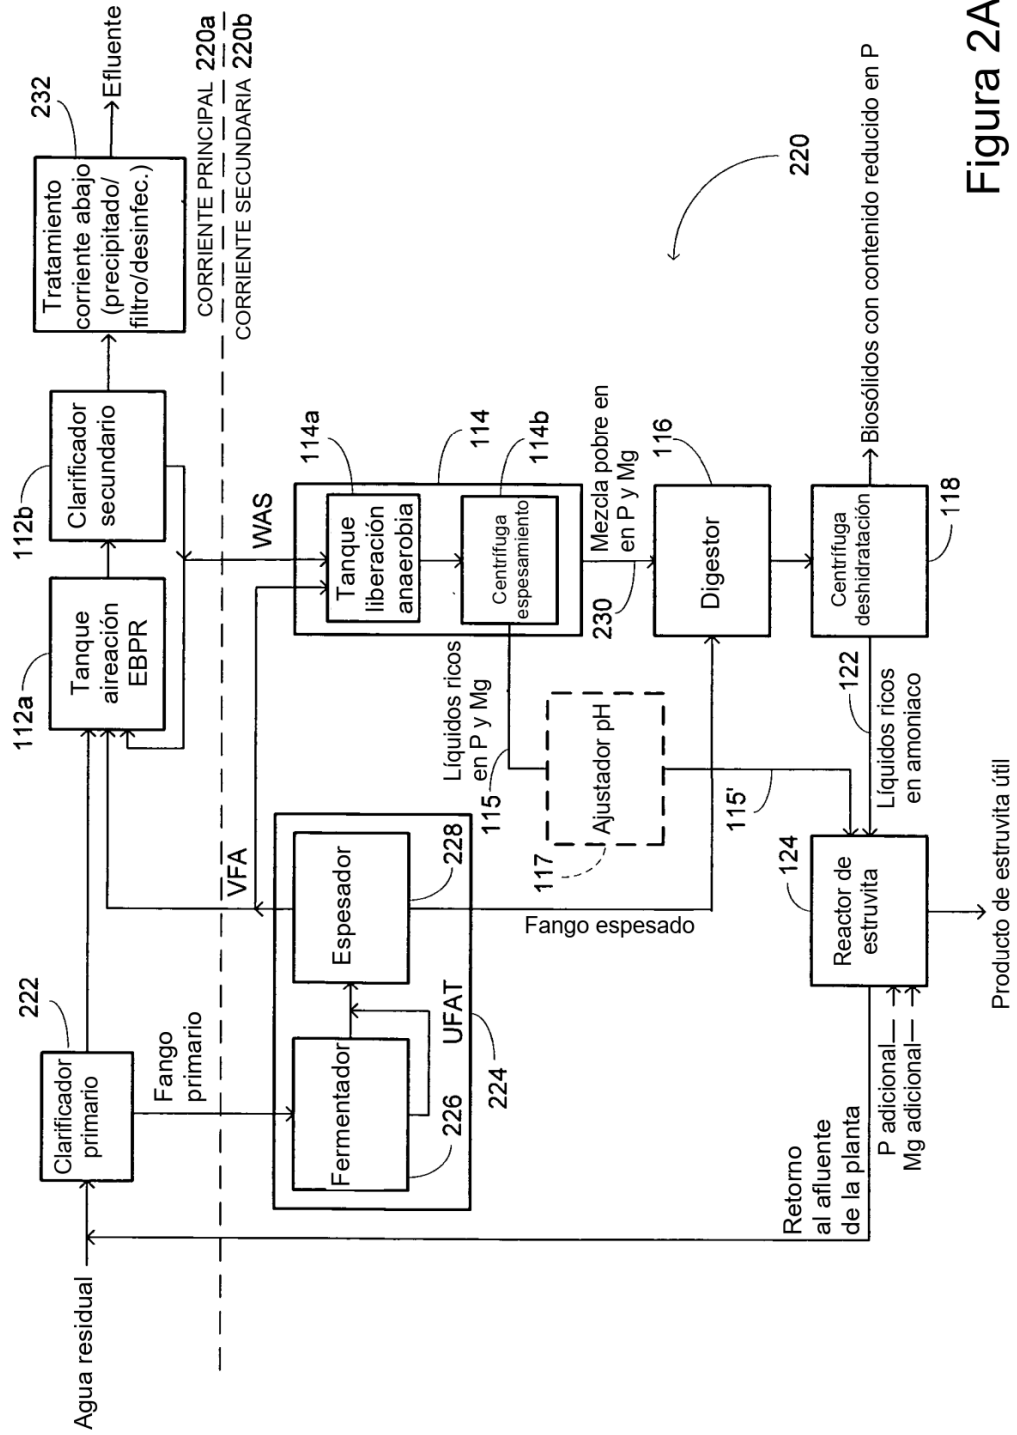 Agua residual
Clarificador
primario
222
Fango
primario
112a
Tanque
aireación
EBPR
112b
Clarificador
secundario
Tratamiento
corriente abajo
(precipitado/
filtro/desinfec.)
232
Efluente
CORRIENTE PRINCIPAL 220a
CORRIENTE SECUNDARIA 220b
VFA
WAS
Fermentador
226
Espesador
228
UFAT
224
Tanque
liberación
anaerobia
114a
114
Centrífuga
espesamiento
114b
Líquidos ricos
en P y Mg
115
Mezcla pobre en
en P y Mg
230
Fango espesado
Ajustador pH
117
115'
Digestor
116
220
Retorno
al afluente
de la planta
P adicional
Mg adicional
Reactor de
estruvita
124
Líquidos ricos
en amoniaco
122
Centrífuga
deshidratación
118
Biosólidos con contenido reducido en P
Producto de estruvita útil
Figura 2A